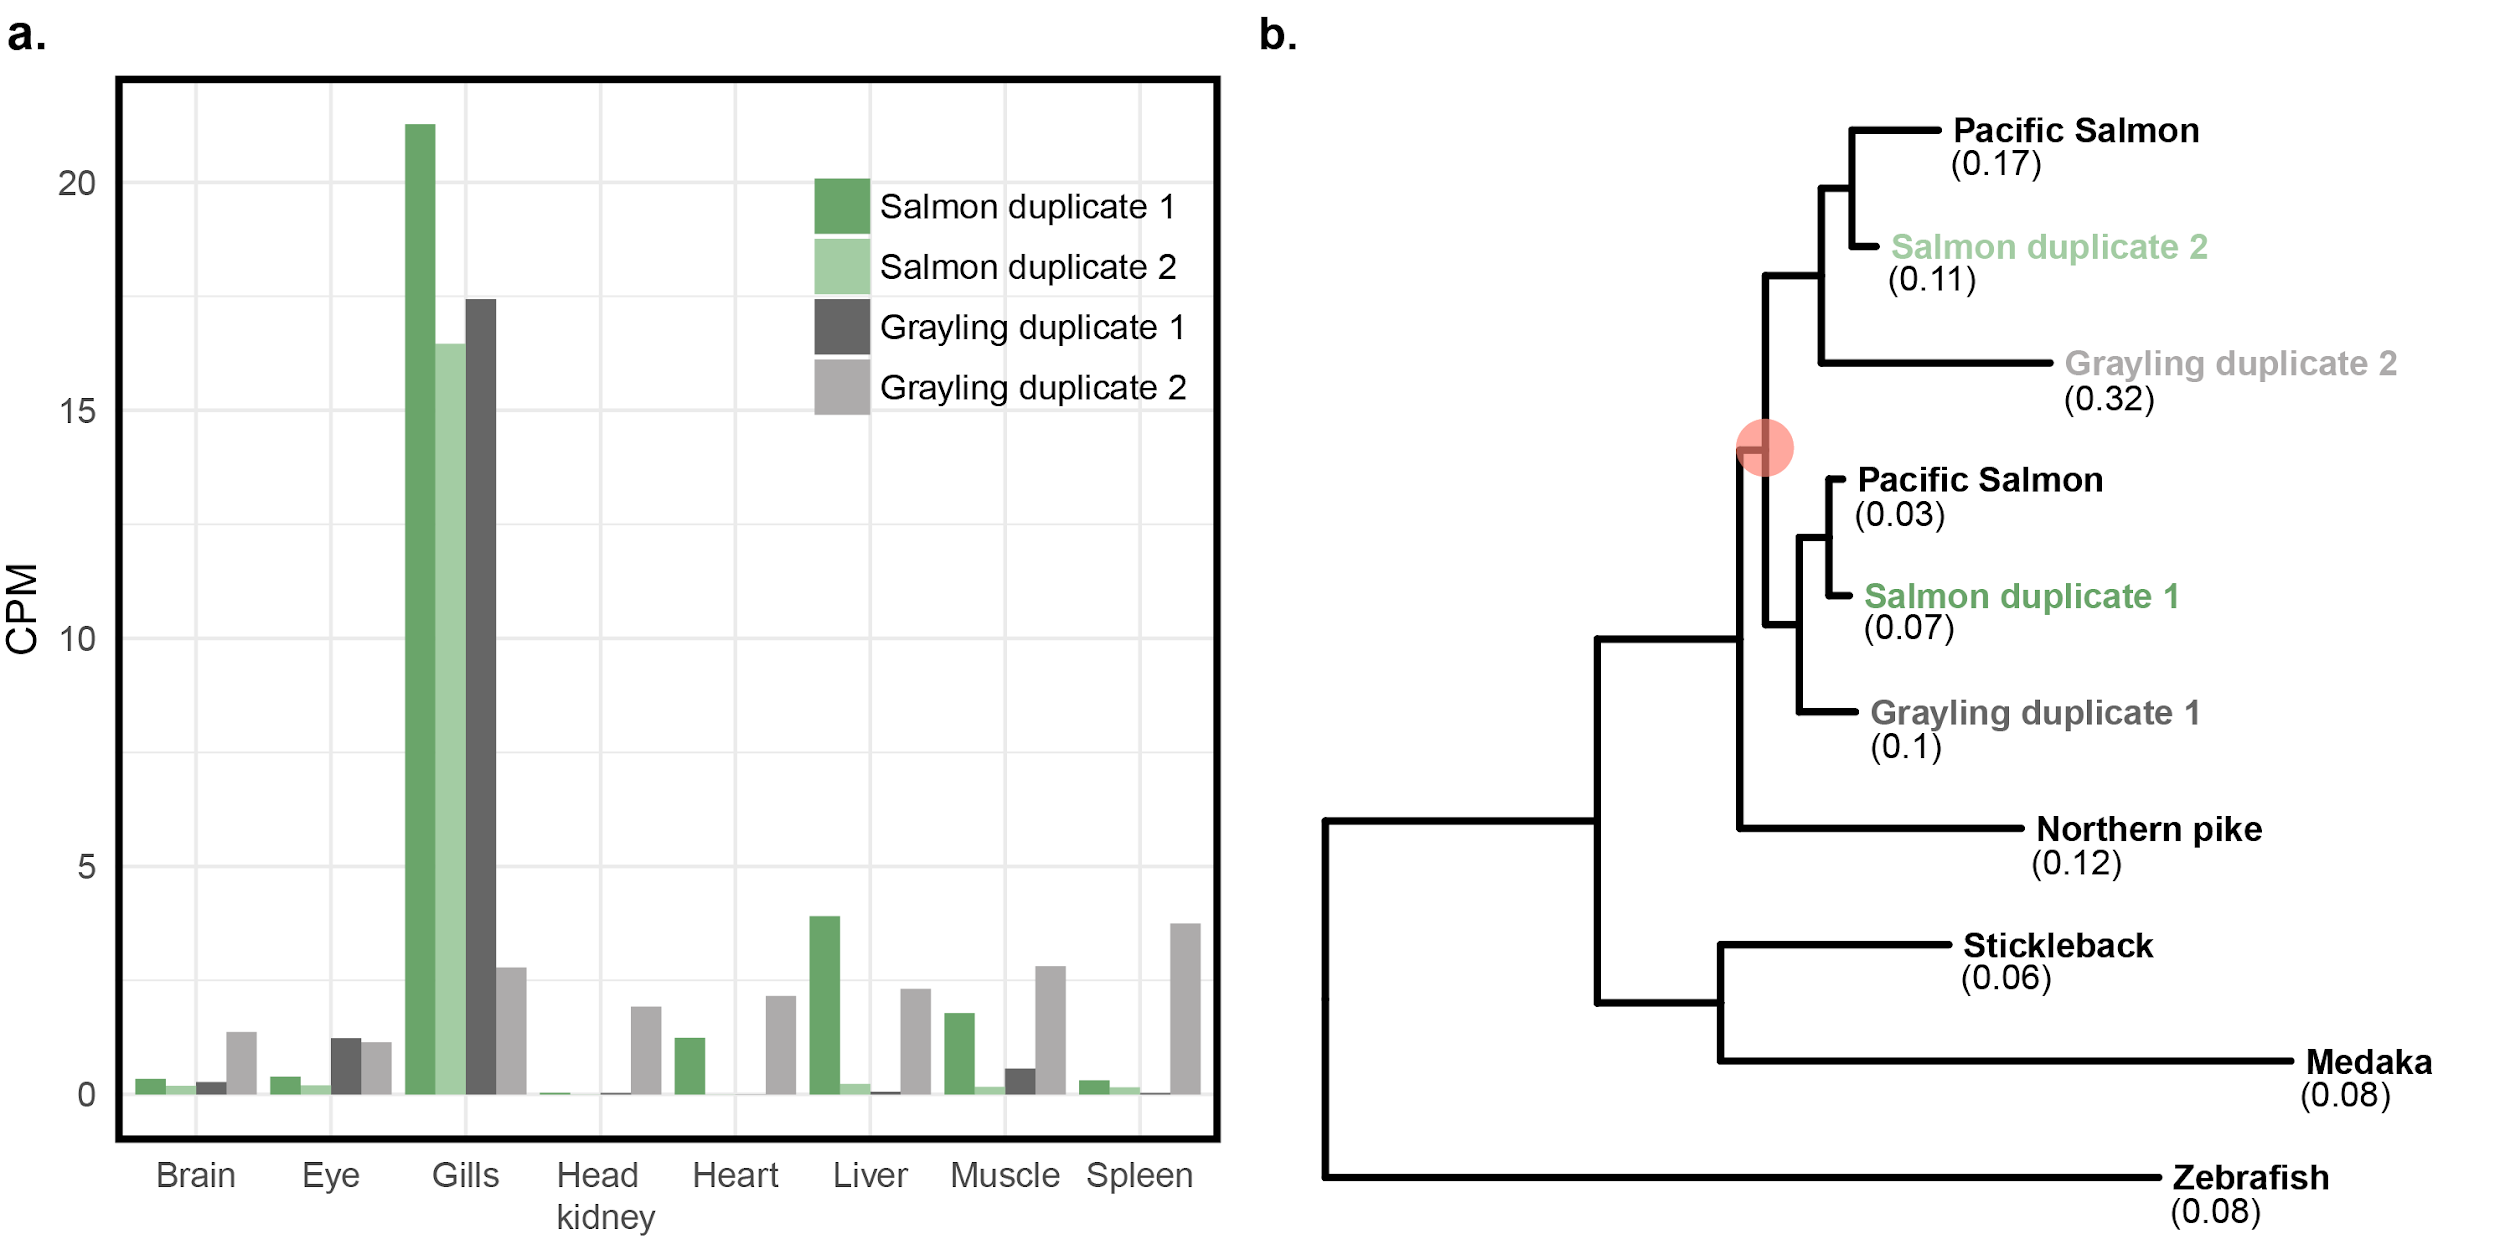 a.
CPM
20
15
10
5
0
Salmon duplicate 1
Salmon duplicate 2
Grayling duplicate 1
Grayling duplicate 2
Brain
Eye
Gills
Head
kidney
Heart
Liver
Muscle
Spleen
b.
Pacific Salmon
(0.17)
Salmon duplicate 2
(0.11)
Grayling duplicate 2
(0.32)
Pacific Salmon
(0.03)
Salmon duplicate 1
(0.07)
Grayling duplicate 1
(0.1)
Northern pike
(0.12)
Stickleback
(0.06)
Medaka
(0.08)
Zebrafish
(0.08)